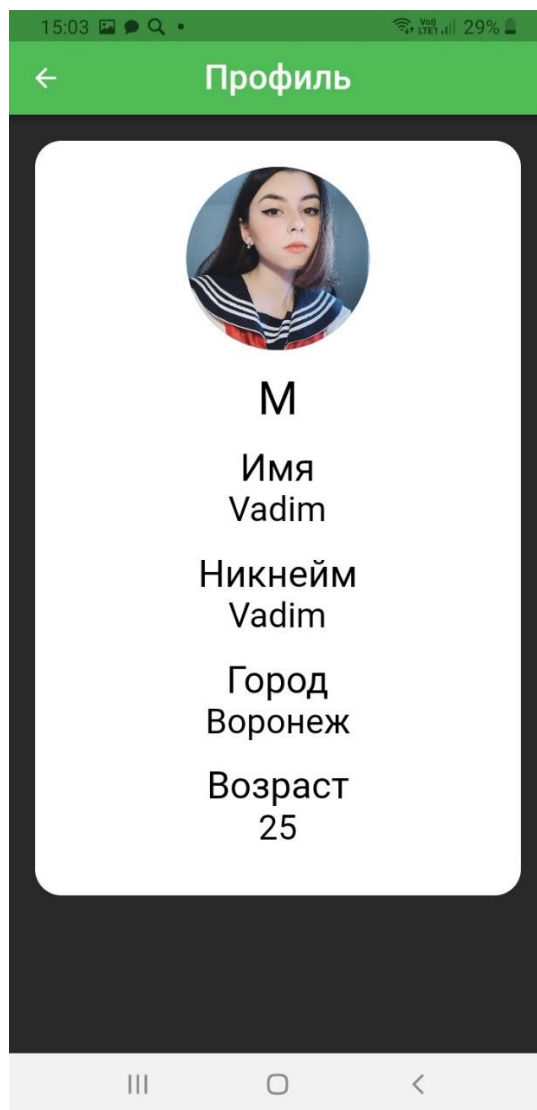 15:03 29%
Профиль
М
Имя
Vadim
Никнейм
Vadim
Город
Воронеж
Возраст
25